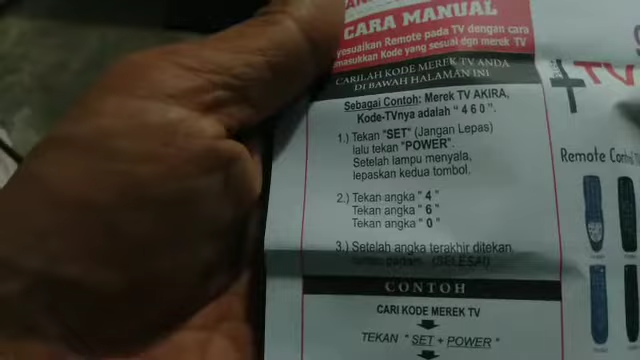 CARA MANUAL
yesuaikan Remote pada TV dengan cara
masukkan Kode yang sesuai dgn merek TV
CARILAH KODE MEREK TV ANDA
DI BAWAH HALAMAN INI
Sebagai Contoh: Merek TV AKIRA,
Kode-TVnya adalah " 4 6 0 ".
1.) Tekan "SET" (Jangan Lepas)
lalu tekan "POWER".
Setelah lampu menyala,
lepaskan kedua tombol.
2.) Tekan angka " 4 "
Tekan angka " 6 "
Tekan angka " 0 "
3.) Setelah angka terakhir ditekan
lampu padam. (SELESAI)
CONTOH
CARI KODE MEREK TV
TEKAN " SET + POWER "
TV
Remote Control T